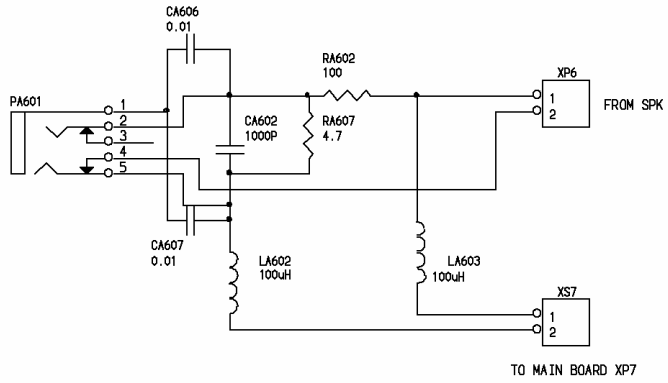 CA606
0.01
RA602
100
XP6
PA601
1
2
3
4
5
CA602
1000P
RA607
4.7
1
2
FROM SPK
CA607
0.01
LA602
100uH
LA603
100uH
XS7
1
2
TO MAIN BOARD XP7